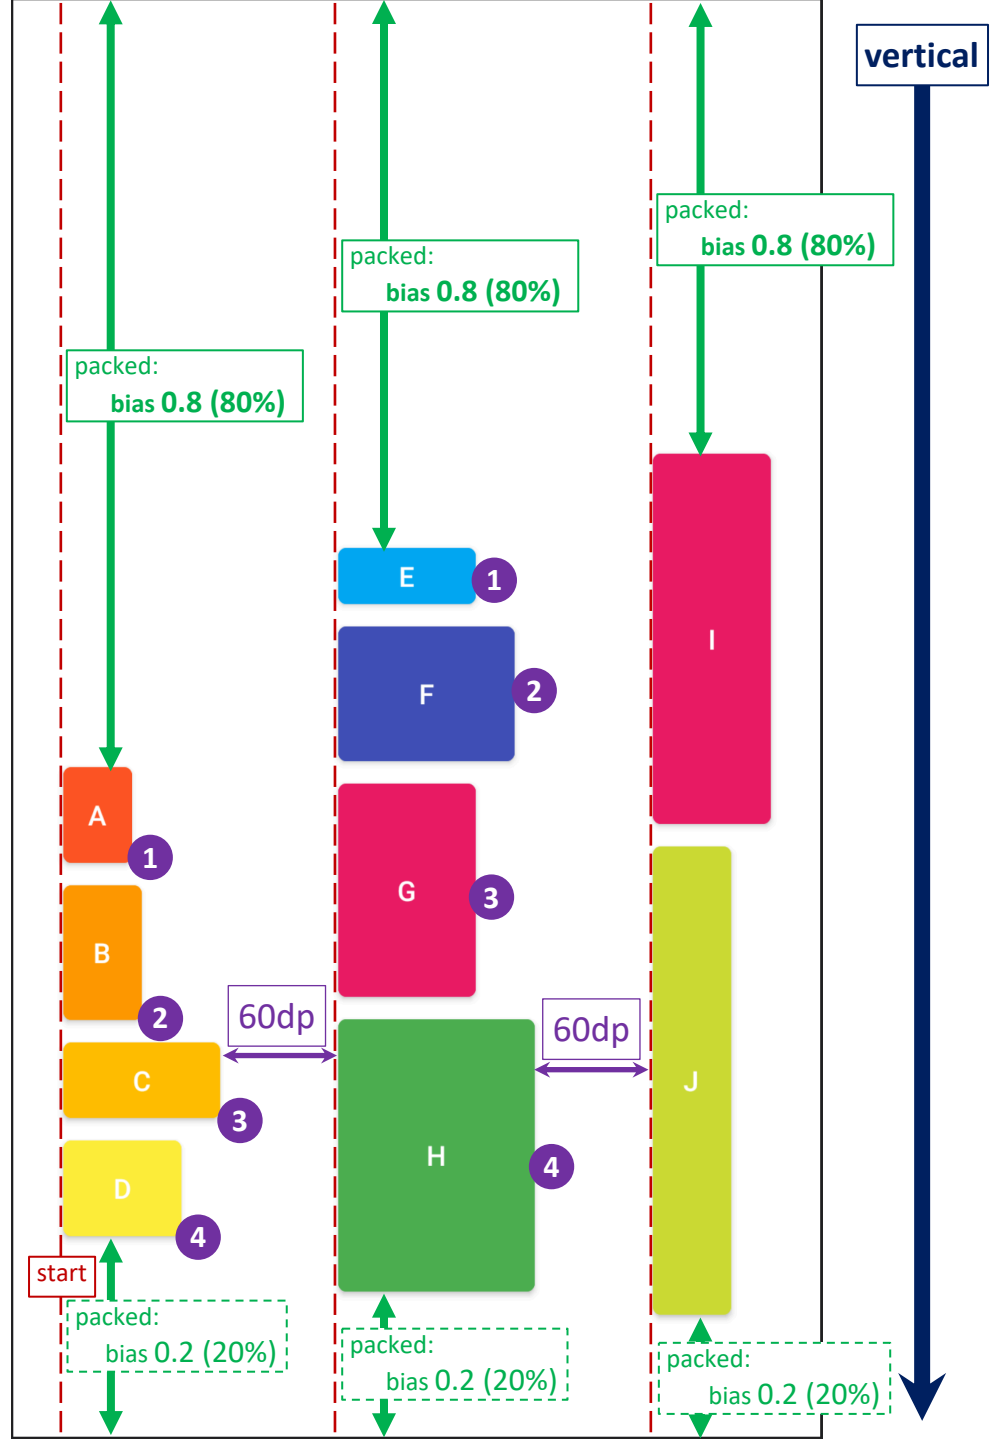 vertical
packed:
bias 0.8 (80%)
packed:
bias 0.8 (80%)
packed:
bias 0.8 (80%)
E
1
I
F
2
A
1
G
3
B
2
60dp
60dp
C
3
J
H
4
D
4
start
packed:
bias 0.2 (20%)
packed:
bias 0.2 (20%)
packed:
bias 0.2 (20%)